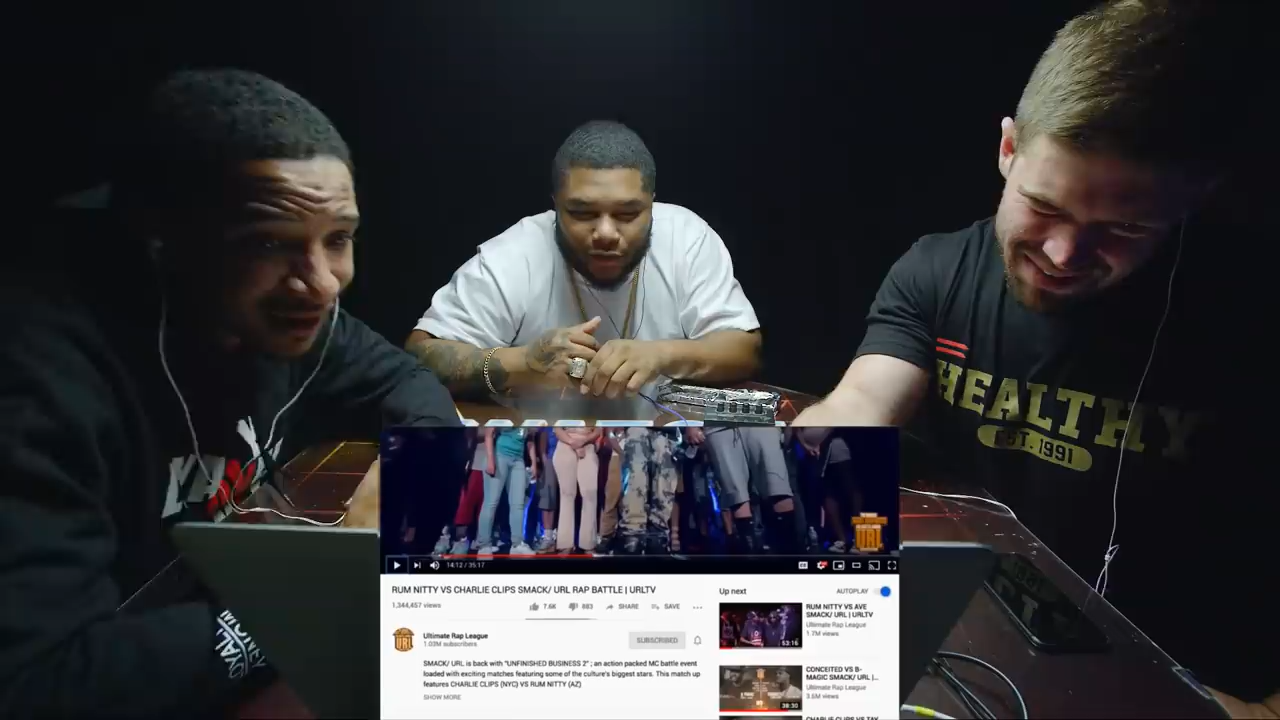 HEALTHY
EST. 1991
URL
14:12 / 35:17
RUM NITTY VS CHARLIE CLIPS SMACK/ URL RAP BATTLE | URLTV
1,344,457 views
7.6K
883
SHARE
SAVE
Ultimate Rap League
1.03M subscribers
SUBSCRIBED
SMACK/ URL is back with "UNFINISHED BUSINESS 2" ; an action packed MC battle event
loaded with exciting matches featuring some of the culture's biggest stars. This match up
features CHARLIE CLIPS (NYC) VS RUM NITTY (AZ)
SHOW MORE
Up next
AUTOPLAY
53:16
RUM NITTY VS AVE
SMACK/ URL | URLTV
Ultimate Rap League
1.7M views
38:30
CONCEITED VS B-
MAGIC SMACK/ URL |...
Ultimate Rap League
3.6M views
CHARLIE CLIPS VS TAY